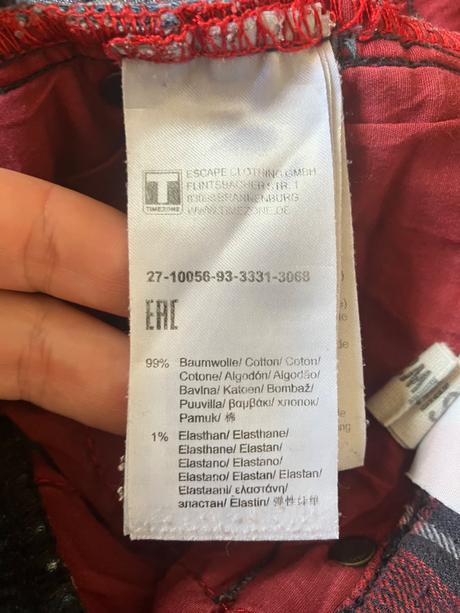 T
TIMEZONE
ESCAPE CLOTHING GMBH
FLINTSBACHER STR. 1
83098 BRANNENBURG
WWW.TIMEZONE.DE
27-10056-93-3331-3068
EAC
99% Baumwolle/ Cotton/ Coton/
Cotone/ Algodón/ Algodão/
Bavlna/ Katoen/ Bombaž/
Puuvilla/ βαμβάκι/ хлопок/
Pamuk/ 棉
1% Elasthan/ Elasthane/
Elasthane/ Elastan/
Elastano/ Elastano/
Elastano/ Elastan/ Elastan/
Elastaani/ ελαστάνη/
эластан/ Elastin/ 弹性纤维